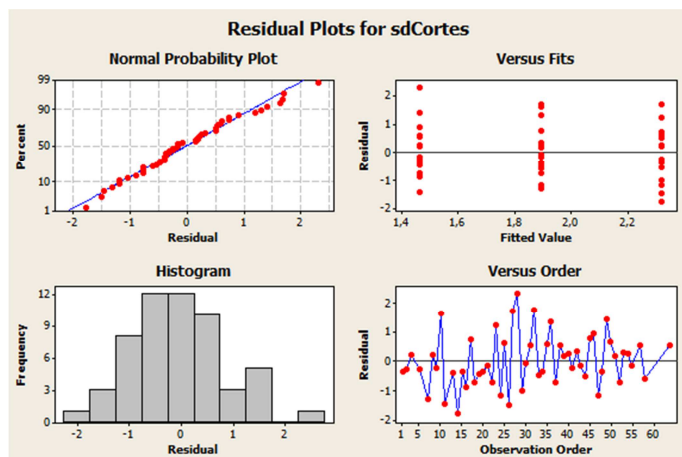 Residual Plots for sdCortes
Normal Probability Plot
Versus Fits
99
90
50
10
1
Percent
-2
-1
0
1
2
Residual
2
1
0
-1
-2
Residual
1,4
1,6
1,8
2,0
2,2
Fitted Value
Histogram
Versus Order
12
9
6
3
0
Frequency
-2
-1
0
1
2
Residual
2
1
0
-1
-2
Residual
1 5 10 15 20 25 30 35 40 45 50 55 60
Observation Order